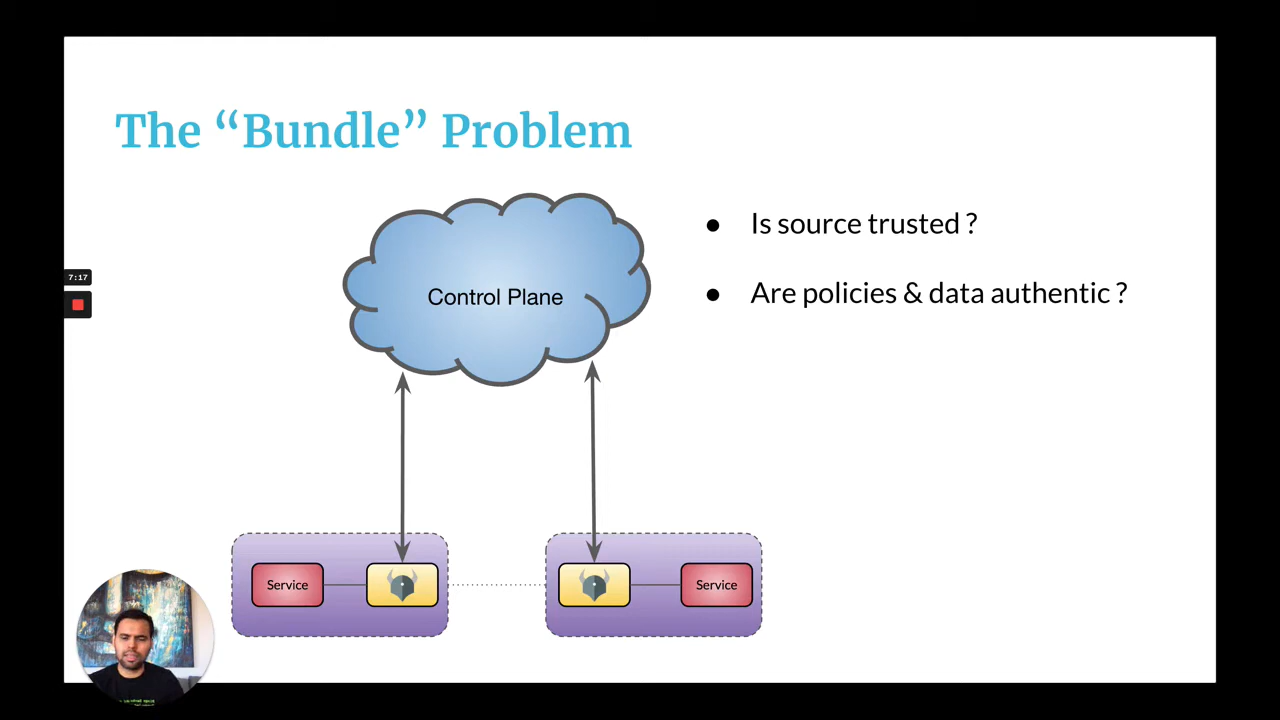 The “Bundle” Problem
● Is source trusted ?
● Are policies & data authentic ?
Control Plane
7:17
Service
Service